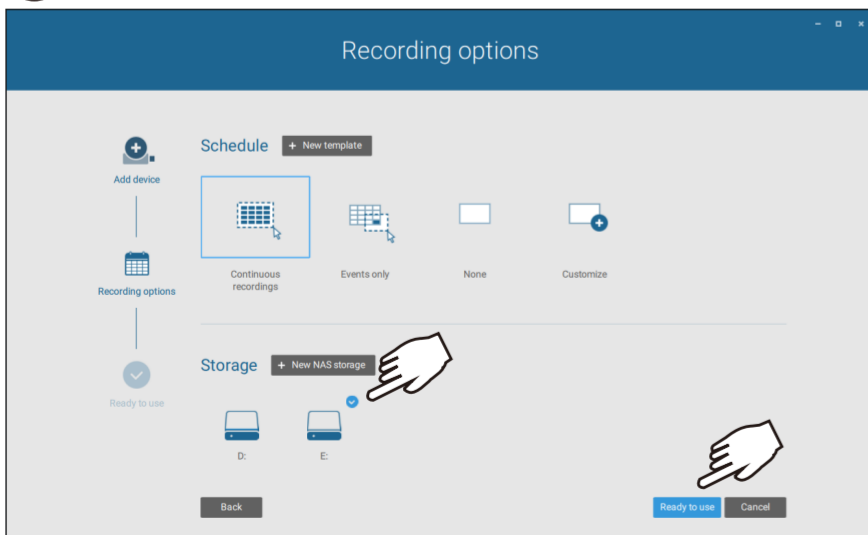 Recording options
Schedule
+ New template
Add device
Continuous
recordings
Events only
None
Customize
Recording options
Storage
+ New NAS storage
Ready to use
D:
E:
Back
Ready to use
Cancel